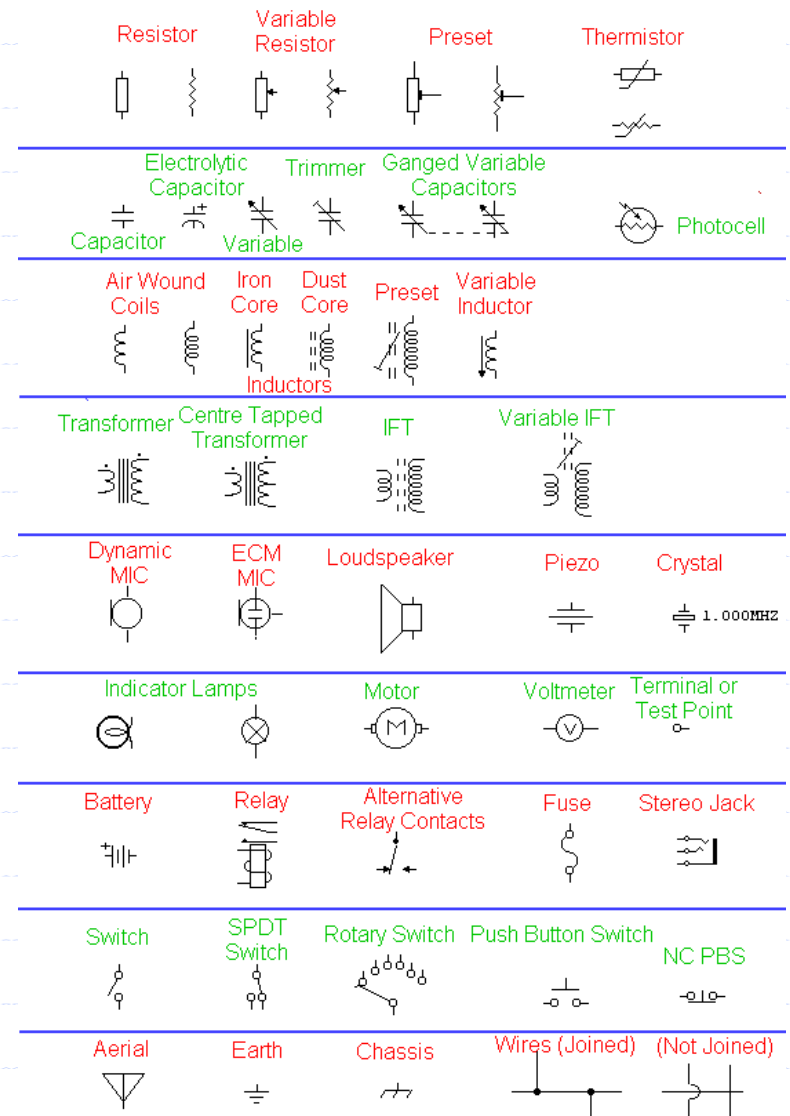 Resistor
Variable
Resistor
Preset
Thermistor
Electrolytic
Capacitor
Trimmer
Ganged Variable
Capacitors
+
Capacitor
Variable
Photocell
Air Wound
Coils
Iron
Core
Dust
Core
Preset
Variable
Inductor
Inductors
Transformer
Centre Tapped
Transformer
IFT
Variable IFT
Dynamic
MIC
ECM
MIC
Loudspeaker
Piezo
Crystal
1.000MHZ
Indicator Lamps
Motor
Voltmeter
Terminal or
Test Point
M
V
Battery
Relay
Alternative
Relay Contacts
Fuse
Stereo Jack
+
Switch
SPDT
Switch
Rotary Switch
Push Button Switch
NC PBS
Aerial
Earth
Chassis
Wires (Joined)
(Not Joined)